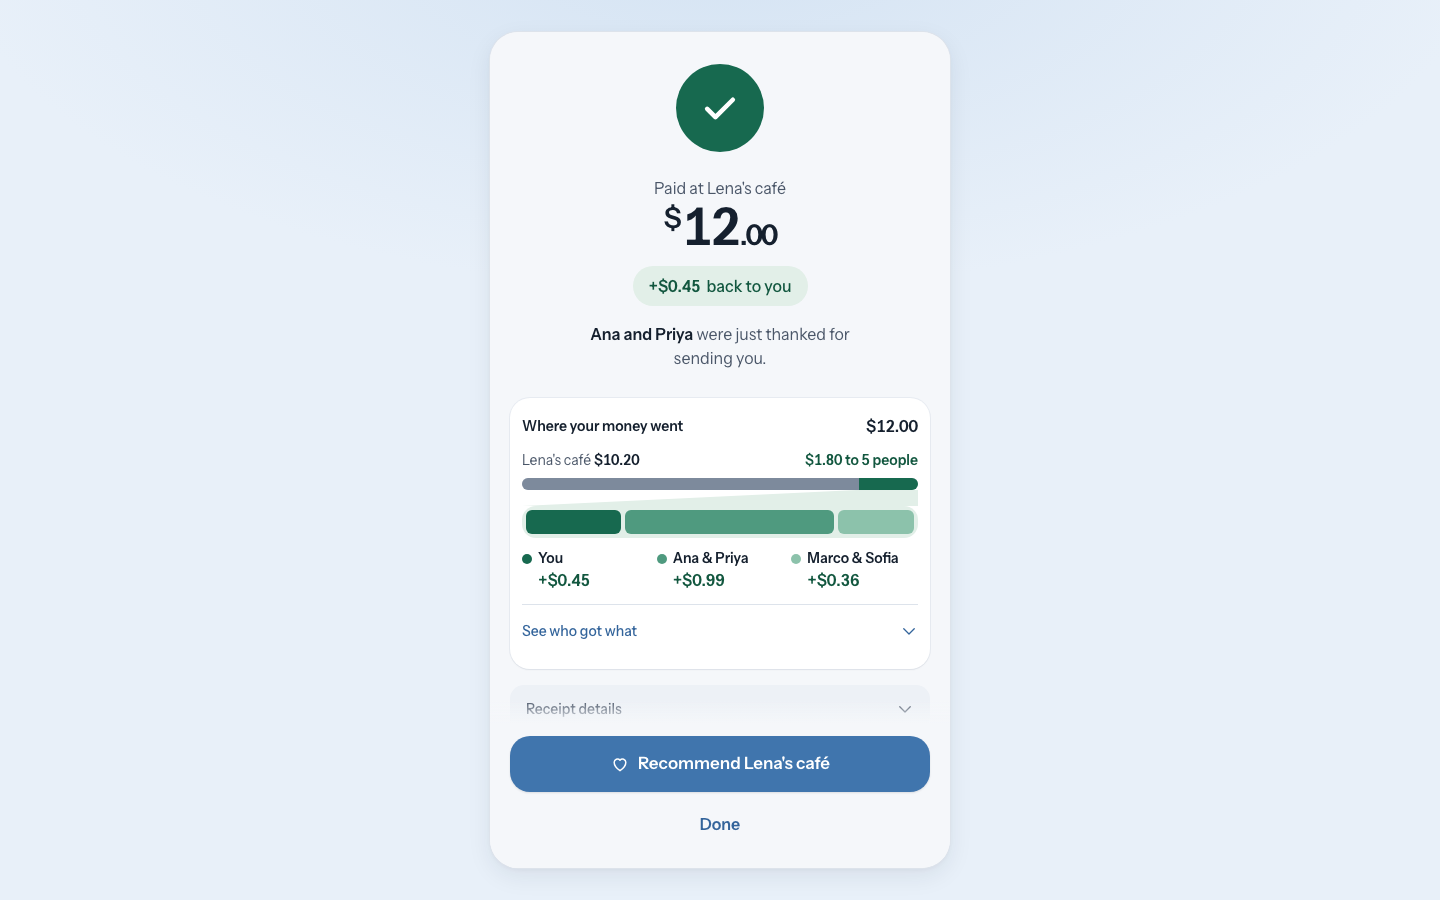 Paid at Lena's café
$12.00
+$0.45 back to you
Ana and Priya were just thanked for
sending you.
Where your money went
$12.00
Lena's café $10.20
$1.80 to 5 people
You
+$0.45
Ana & Priya
+$0.99
Marco & Sofia
+$0.36
See who got what
Receipt details
Recommend Lena's café
Done